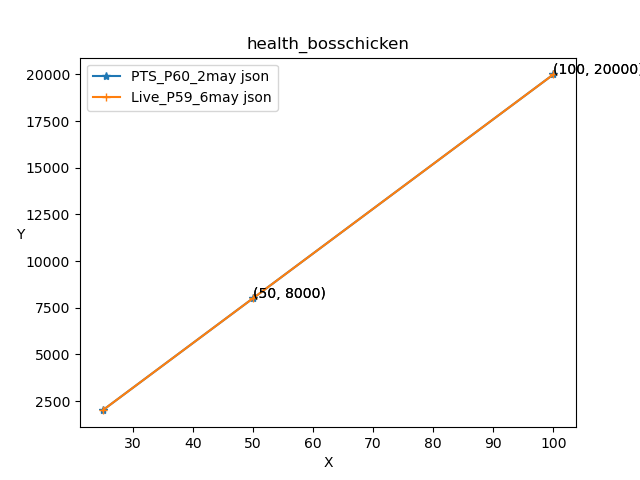 health_bosschicken
PTS_P60_2may json
Live_P59_6may json
(100, 20000)
(50, 8000)
20000
17500
15000
12500
10000
7500
5000
2500
Y
30 40 50 60 70 80 90 100
X